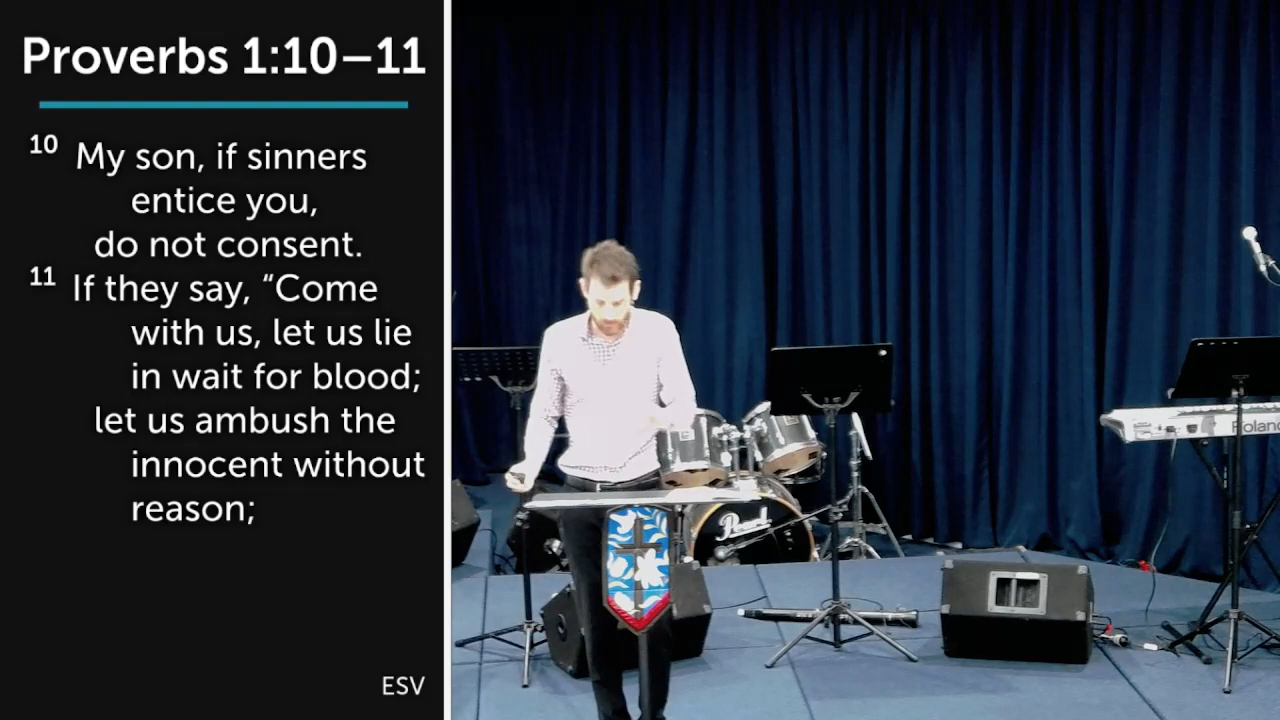 Proverbs 1:10–11
10 My son, if sinners
entice you,
do not consent.
11 If they say, “Come
with us, let us lie
in wait for blood;
let us ambush the
innocent without
reason;
ESV
Pearl
Roland